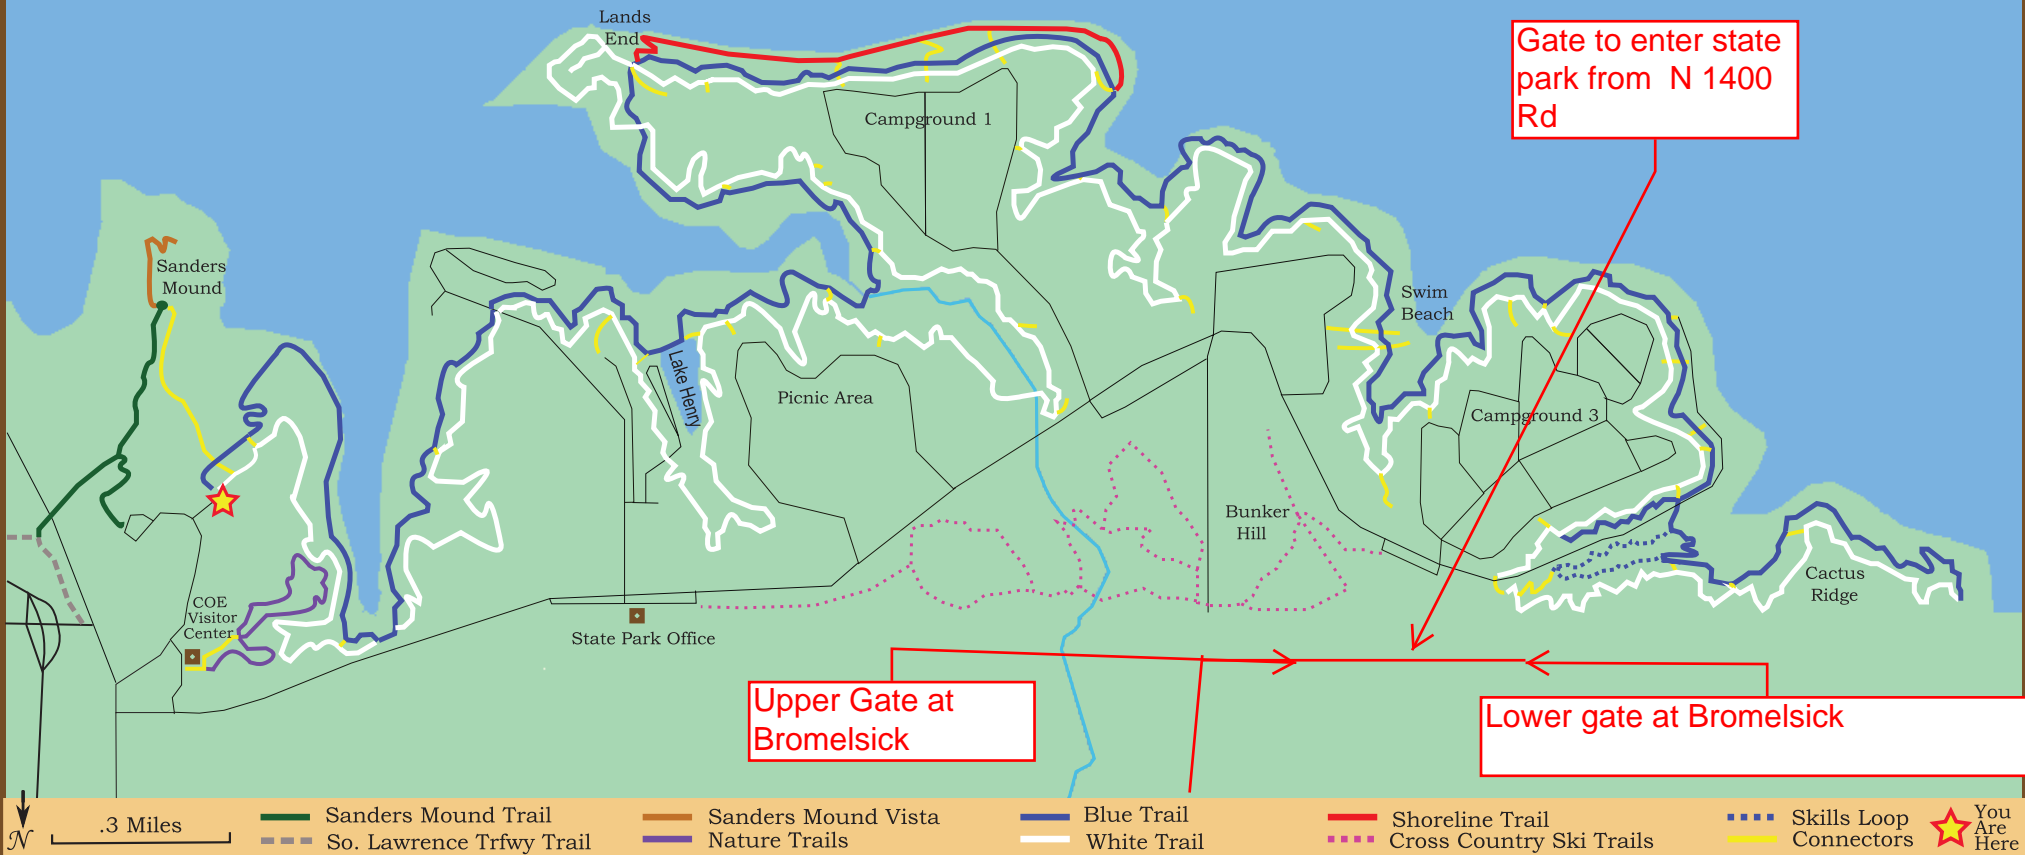 Lands
End
Gate to enter state
park from N 1400
Rd
Campground 1
Sanders
Mound
Swim
Beach
Lake Henry
Picnic Area
Campground 3
Bunker
Hill
Cactus
Ridge
COE
Visitor
Center
State Park Office
Upper Gate at
Bromelsick
Lower gate at Bromelsick
N
.3 Miles
Sanders Mound Trail
So. Lawrence Trfwy Trail
Sanders Mound Vista
Nature Trails
Blue Trail
White Trail
Shoreline Trail
Cross Country Ski Trails
Skills Loop
Connectors
You
Are
Here